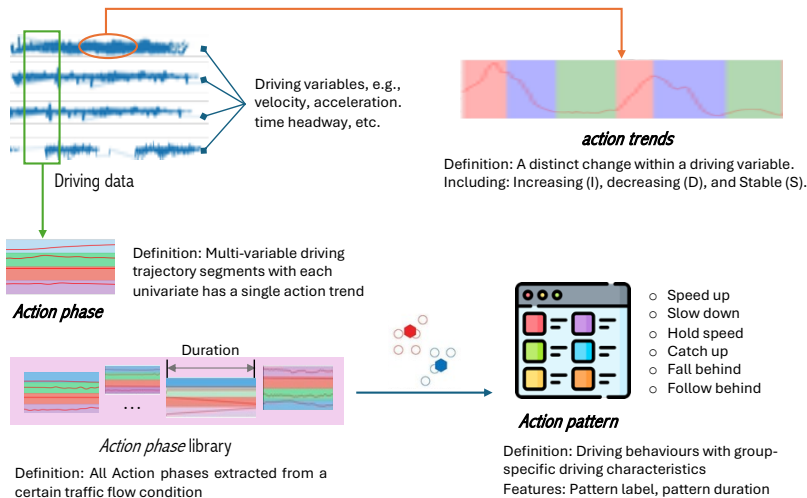 Driving variables, e.g.,
velocity, acceleration.
time headway, etc.
Driving data
action trends
Definition: A distinct change within a driving variable.
Including: Increasing (I), decreasing (D), and Stable (S).
Definition: Multi-variable driving
trajectory segments with each
univariate has a single action trend
Action phase
Duration
...
Action phase library
Definition: All Action phases extracted from a
certain traffic flow condition
○ Speed up
○ Slow down
○ Hold speed
○ Catch up
○ Fall behind
○ Follow behind
Action pattern
Definition: Driving behaviours with group-
specific driving characteristics
Features: Pattern label, pattern duration